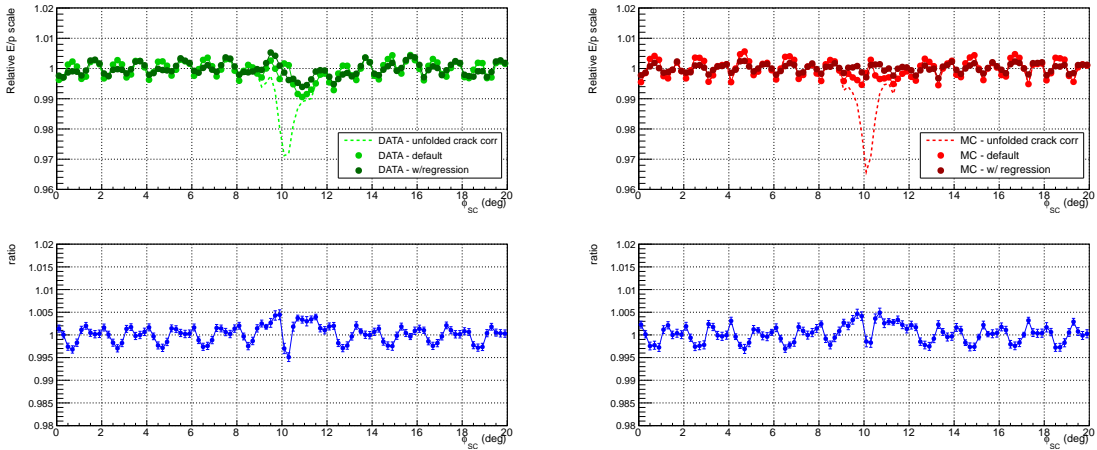 Relative E/p scale
1.02
1.01
1
0.99
0.98
0.97
0.96
DATA - unfolded crack corr
DATA - default
DATA - w/regression
0 2 4 6 8 10 12 14 16 18 20
ϕSC (deg)
Relative E/p scale
1.02
1.01
1
0.99
0.98
0.97
0.96
MC - unfolded crack corr
MC - default
MC - w/ regression
0 2 4 6 8 10 12 14 16 18 20
ϕSC (deg)
ratio
1.02
1.015
1.01
1.005
1
0.995
0.99
0.985
0.98
0 2 4 6 8 10 12 14 16 18 20
ϕSC (deg)
ratio
1.02
1.015
1.01
1.005
1
0.995
0.99
0.985
0.98
0 2 4 6 8 10 12 14 16 18 20
ϕSC (deg)